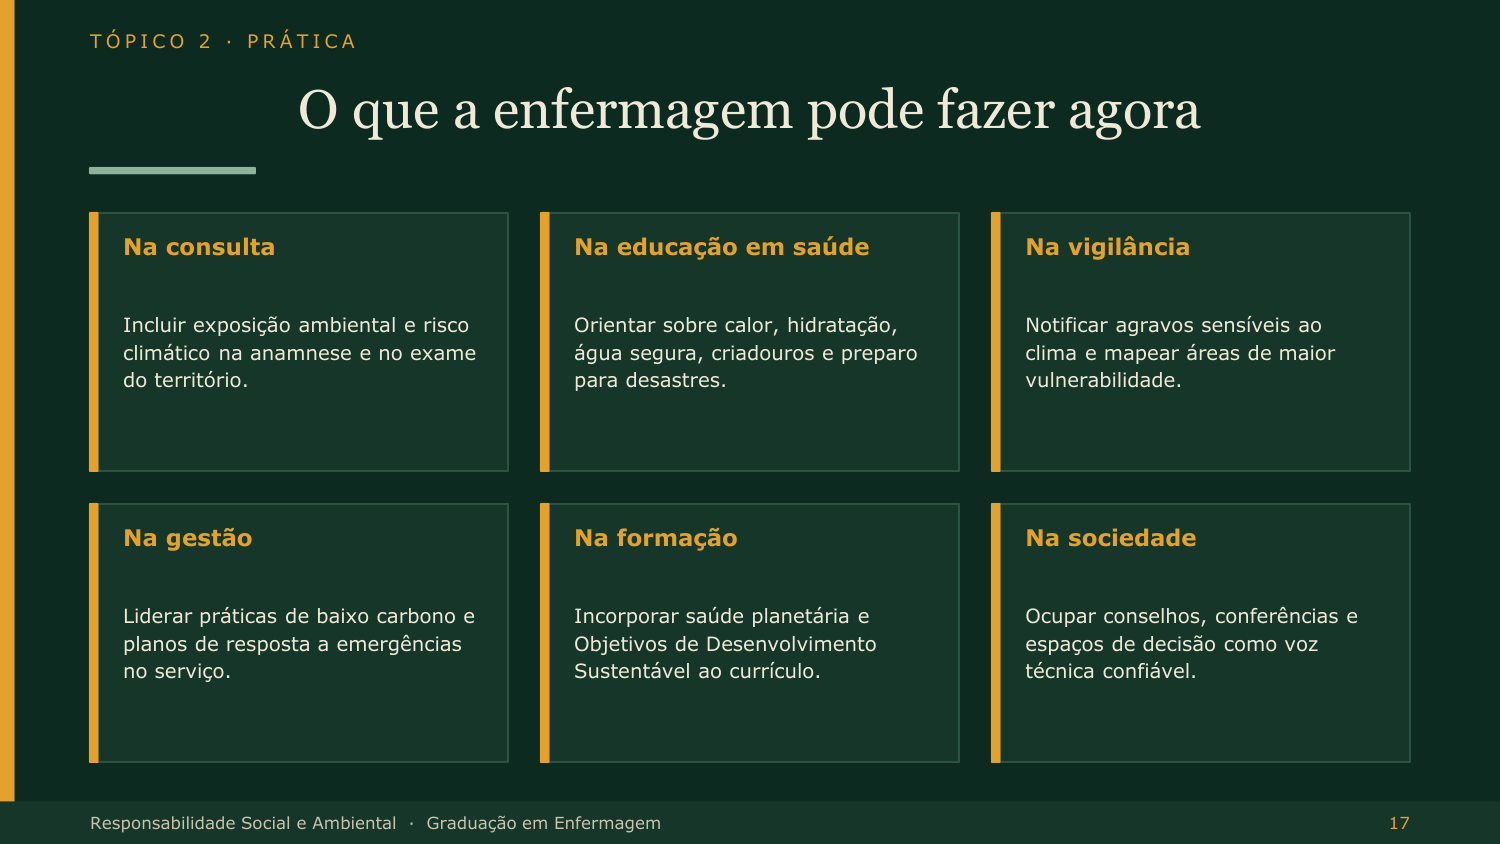 TÓPICO 2 · PRÁTICA
O que a enfermagem pode fazer agora
Na consulta
Incluir exposição ambiental e risco
climático na anamnese e no exame
do território.
Na educação em saúde
Orientar sobre calor, hidratação,
água segura, criadouros e preparo
para desastres.
Na vigilância
Notificar agravos sensíveis ao
clima e mapear áreas de maior
vulnerabilidade.
Na gestão
Liderar práticas de baixo carbono e
planos de resposta a emergências
no serviço.
Na formação
Incorporar saúde planetária e
Objetivos de Desenvolvimento
Sustentável ao currículo.
Na sociedade
Ocupar conselhos, conferências e
espaços de decisão como voz
técnica confiável.
Responsabilidade Social e Ambiental · Graduação em Enfermagem
17